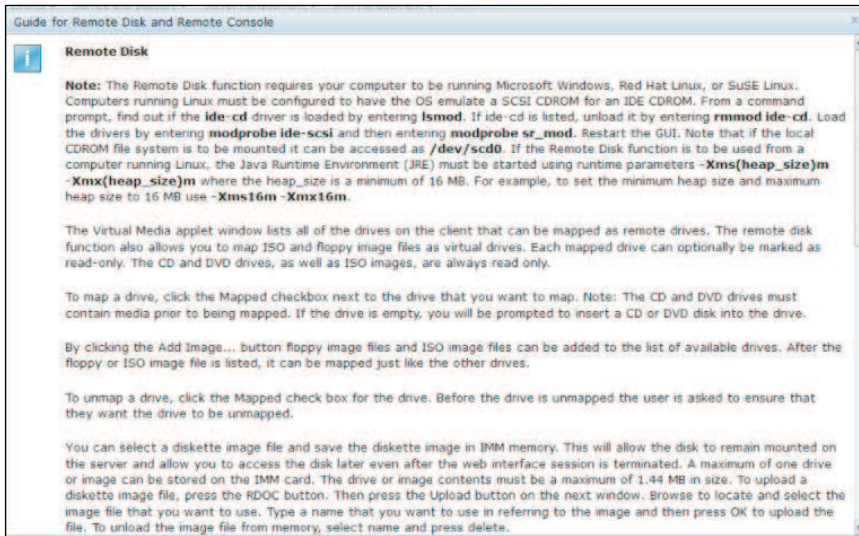 Guide for Remote Disk and Remote Console
Remote Disk
Note: The Remote Disk function requires your computer to be running Microsoft Windows, Red Hat Linux, or SuSE Linux.
Computers running Linux must be configured to have the OS emulate a SCSI CDROM for an IDE CDROM. From a command
prompt, find out if the ide-cd driver is loaded by entering lsmod. If ide-cd is listed, unload it by entering rmmod ide-cd. Load
the drivers by entering modprobe ide-scsi and then entering modprobe sr_mod. Restart the GUI. Note that if the local
CDROM file system is to be mounted it can be accessed as /dev/scd0. If the Remote Disk function is to be used from a
computer running Linux, the Java Runtime Environment (JRE) must be started using runtime parameters -Xms(heap_size)m
-Xmx(heap_size)m where the heap_size is a minimum of 16 MB. For example, to set the minimum heap size and maximum
heap size to 16 MB use -Xms16m -Xmx16m.
The Virtual Media applet window lists all of the drives on the client that can be mapped as remote drives. The remote disk
function also allows you to map ISO and floppy image files as virtual drives. Each mapped drive can optionally be marked as
read-only. The CD and DVD drives, as well as ISO images, are always read only.
To map a drive, click the Mapped checkbox next to the drive that you want to map. Note: The CD and DVD drives must
contain media prior to being mapped. If the drive is empty, you will be prompted to insert a CD or DVD disk into the drive.
By clicking the Add Image... button floppy image files and ISO image files can be added to the list of available drives. After the
floppy or ISO image file is listed, it can be mapped just like the other drives.
To unmap a drive, click the Mapped check box for the drive. Before the drive is unmapped the user is asked to ensure that
they want the drive to be unmapped.
You can select a diskette image file and save the diskette image in IMM memory. This will allow the disk to remain mounted on
the server and allow you to access the disk later even after the web interface session is terminated. A maximum of one drive
or image can be stored on the IMM card. The drive or image contents must be a maximum of 1.44 MB in size. To upload a
diskette image file, press the RDOC button. Then press the Upload button on the next window. Browse to locate and select the
image file that you want to use. Type a name that you want to use in referring to the image and then press OK to upload the
file. To unload the image file from memory, select name and press delete.